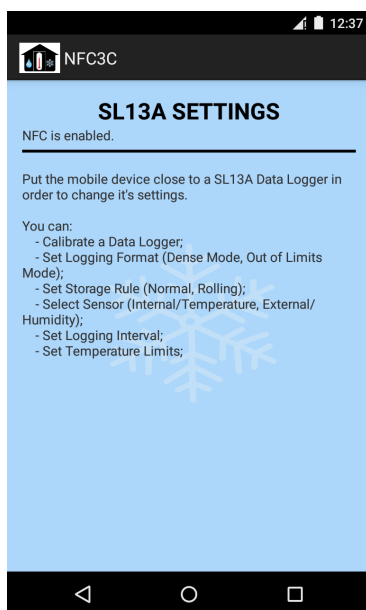 12:37
NFC3C
SL13A SETTINGS
NFC is enabled.
Put the mobile device close to a SL13A Data Logger in
order to change it's settings.
You can:
- Calibrate a Data Logger;
- Set Logging Format (Dense Mode, Out of Limits
Mode);
- Set Storage Rule (Normal, Rolling);
- Select Sensor (Internal/Temperature, External/
Humidity);
- Set Logging Interval;
- Set Temperature Limits;